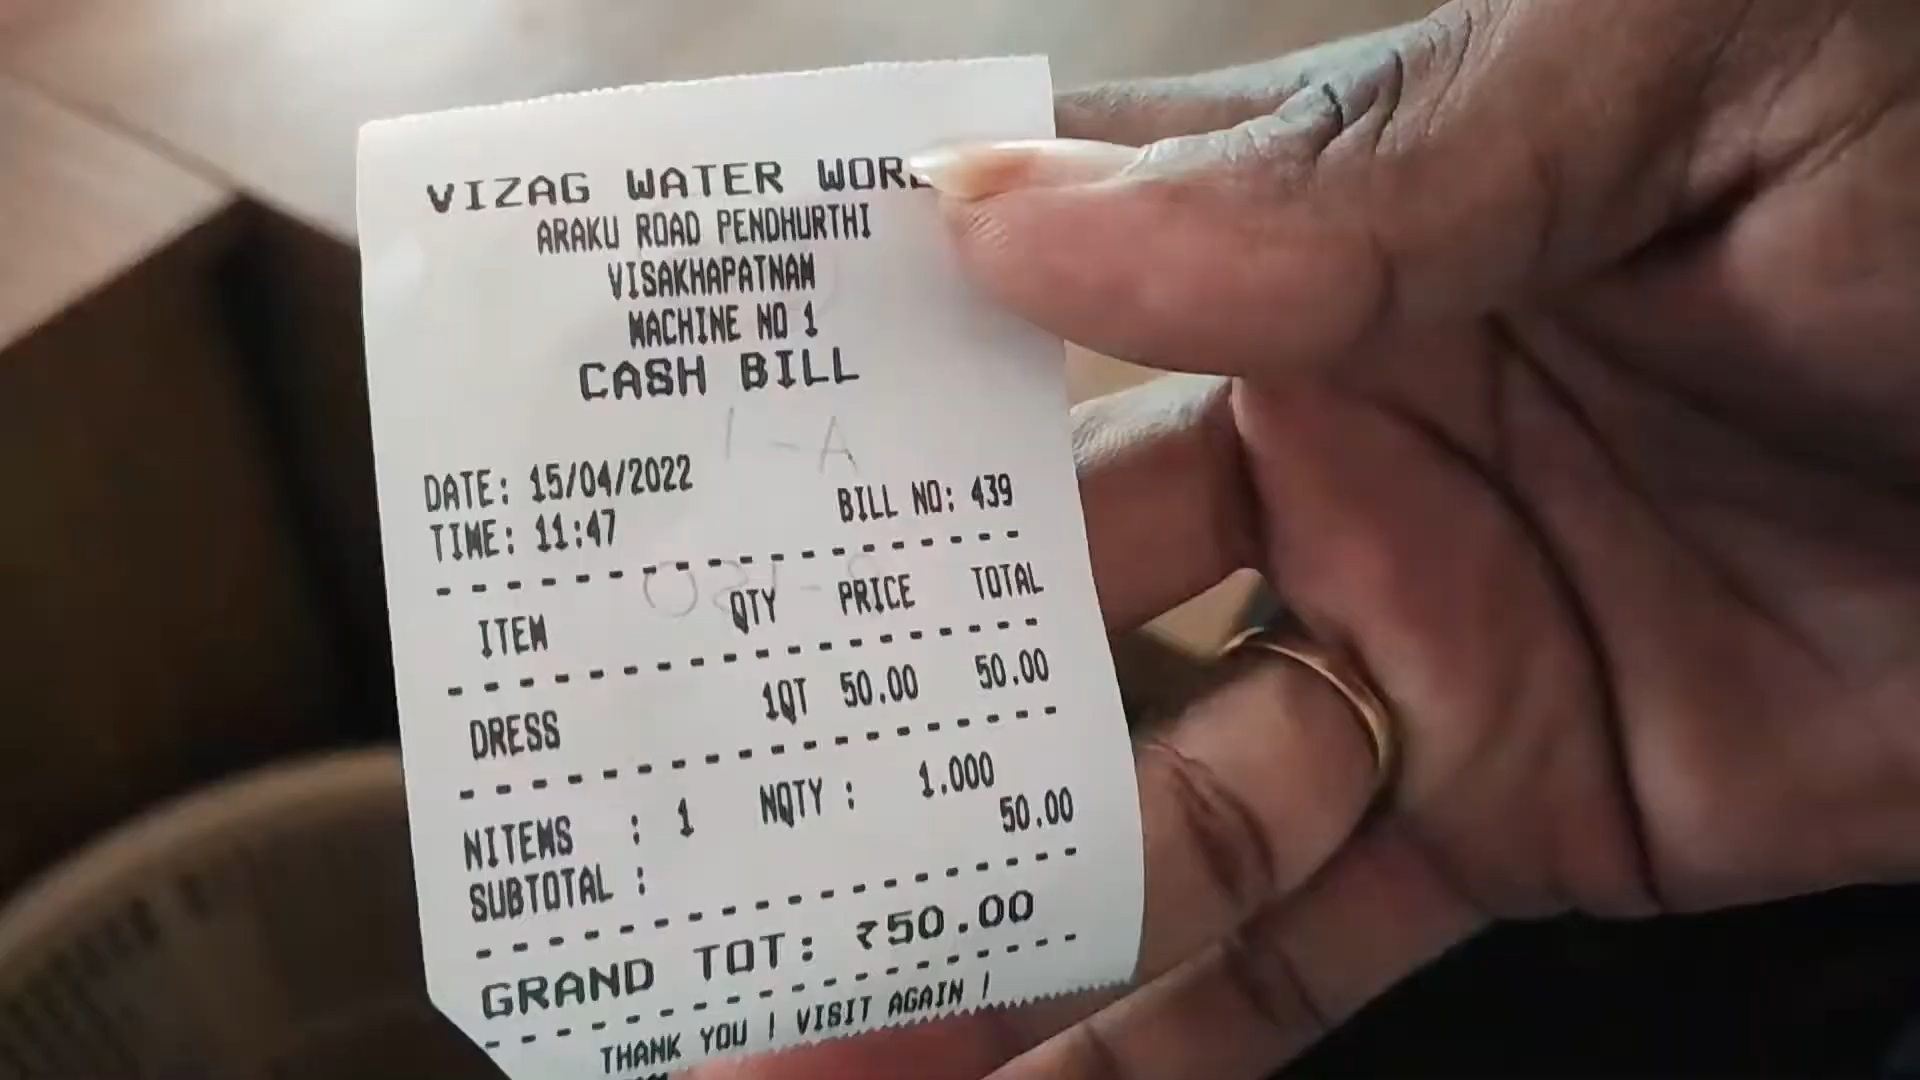 VIZAG WATER WOR
ARAKU ROAD PENDHURTHI
VISAKHAPATNAM
MACHINE NO 1
CASH BILL
1-A
DATE: 15/04/2022
BILL NO: 439
TIME: 11:47
ITEM QTY PRICE TOTAL
DRESS 1QT 50.00 50.00
NITEMS : 1 NQTY : 1.000
SUBTOTAL : 50.00
GRAND TOT: ₹50.00
THANK YOU ! VISIT AGAIN !